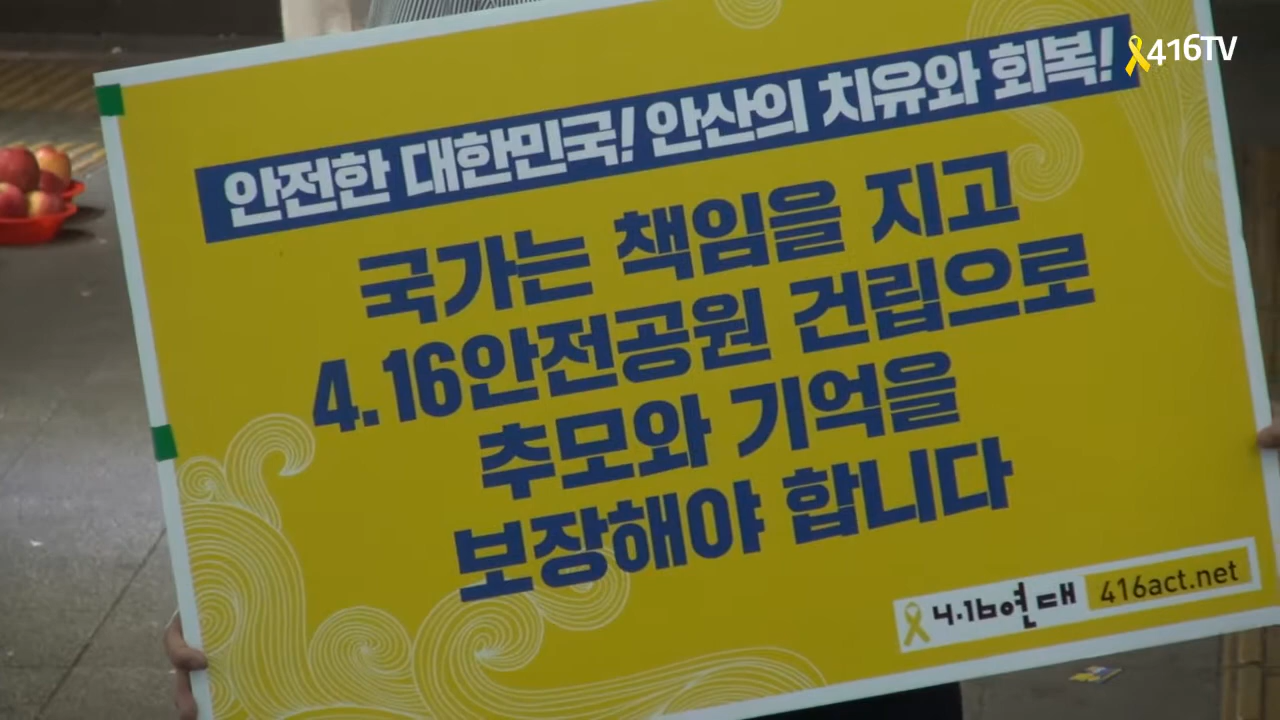 416TV
안전한 대한민국! 안산의 치유와 회복!
국가는 책임을 지고
4.16안전공원 건립으로
추모와 기억을
보장해야 합니다
4.16연대 416act.net